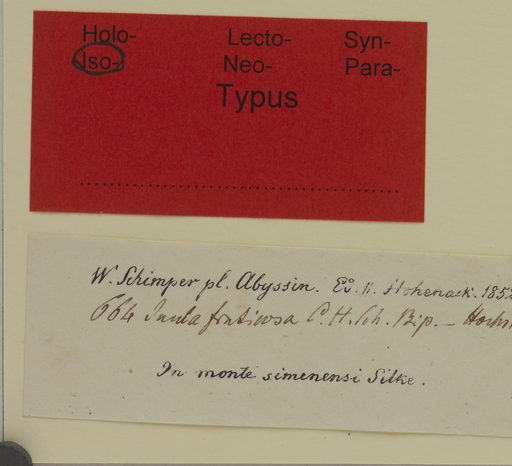 Holo- Lecto- Syn-
Iso- Neo- Para-
Typus
W. Schimper pl. Abyssin. Ed. Hohenack. 1852
664 Inula fruticosa C. H. Sch. Bip. —
In monte simenensi Silke.